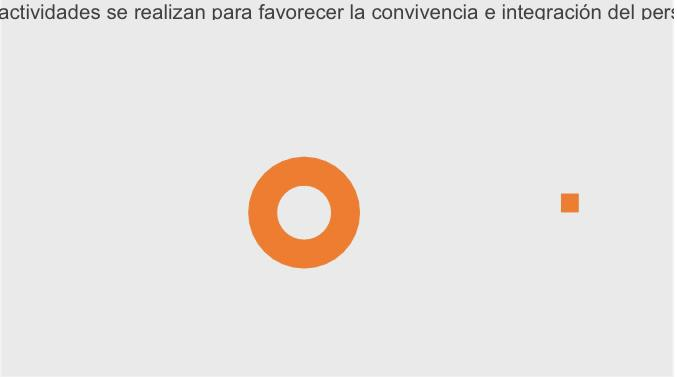 actividades se realizan para favorecer la convivencia e integración del